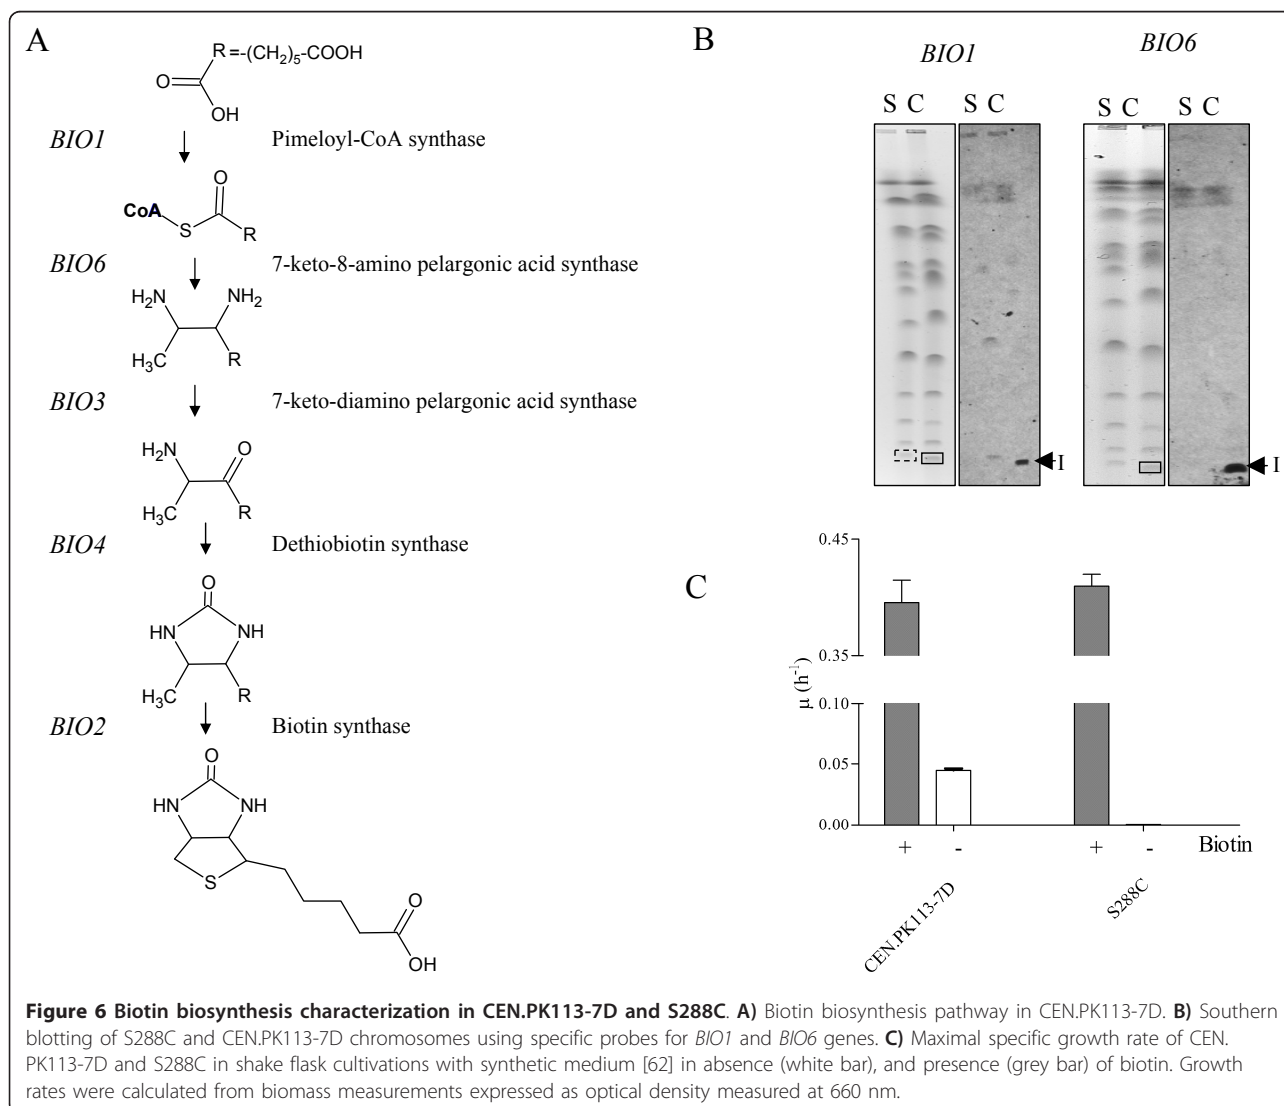 A
R =-(CH2)5-COOH
O
OH
BIO1 Pimeloyl-CoA synthase
O
CoA
S
R
BIO6 7-keto-8-amino pelargonic acid synthase
H2N NH2
H3C R
BIO3 7-keto-diamino pelargonic acid synthase
H2N O
H3C R
BIO4 Dethiobiotin synthase
O
HN NH
H3C R
BIO2 Biotin synthase
O
HN NH
S
O
OH
B
BIO1 BIO6
S C S C S C S C
I I
C
0.45
0.35
0.10
0.05
0.00
μ (h-1)
+ - + - Biotin
CEN.PK113-7D
S288C
Figure 6 Biotin biosynthesis characterization in CEN.PK113-7D and S288C. A) Biotin biosynthesis pathway in CEN.PK113-7D. B) Southern
blotting of S288C and CEN.PK113-7D chromosomes using specific probes for BIO1 and BIO6 genes. C) Maximal specific growth rate of CEN.
PK113-7D and S288C in shake flask cultivations with synthetic medium [62] in absence (white bar), and presence (grey bar) of biotin. Growth
rates were calculated from biomass measurements expressed as optical density measured at 660 nm.